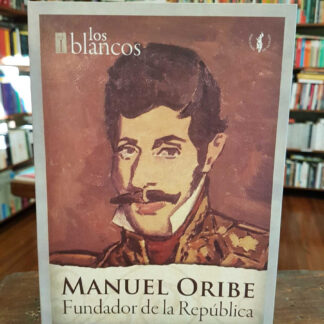 los
blancos
MANUEL ORIBE
Fundador de la República